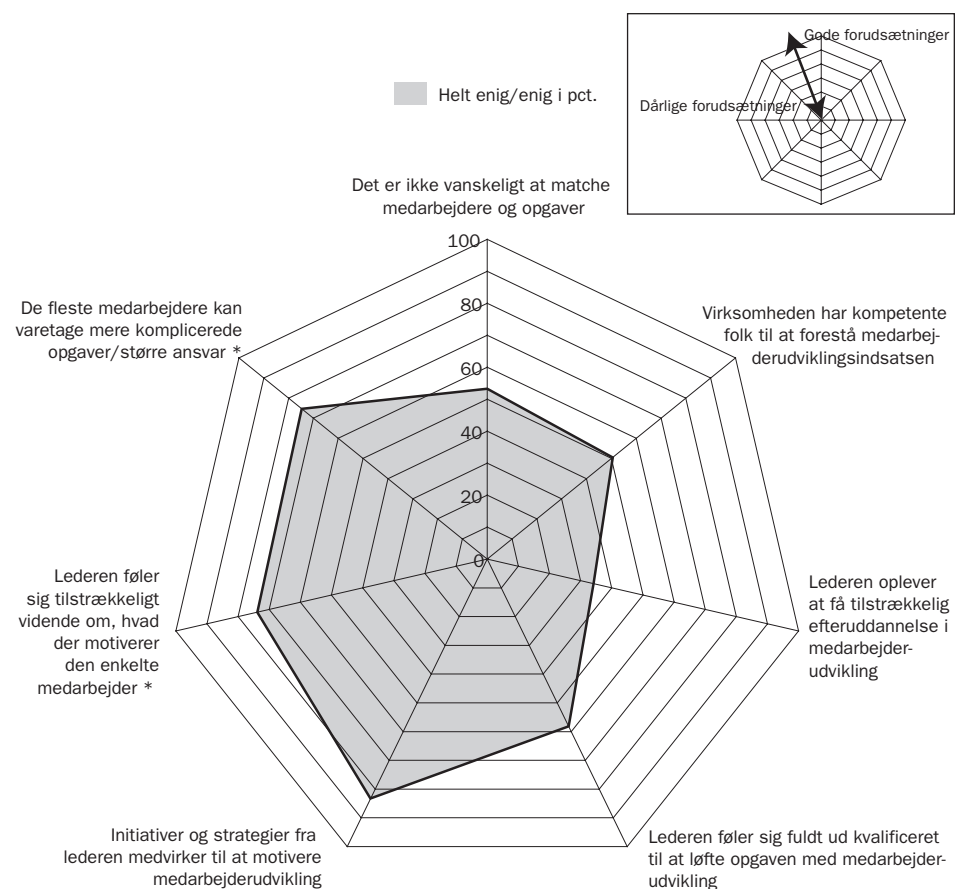 Gode forudsætninger
Dårlige forudsætninger
Helt enig/enig i pct.
Det er ikke vanskeligt at matche
medarbejdere og opgaver
100
80
60
40
20
0
Virksomheden har kompetente
folk til at forestå medarbej-
derudviklingsindsatsen
Lederen oplever
at få tilstrækkelig
efteruddannelse i
medarbejder-
udvikling
Lederen føler sig fuldt ud kvalificeret
til at løfte opgaven med medarbejder-
udvikling
Initiativer og strategier fra
lederen medvirker til at motivere
medarbejderudvikling
Lederen føler
sig tilstrækkeligt
vidende om, hvad
der motiverer
den enkelte
medarbejder *
De fleste medarbejdere kan
varetage mere komplicerede
opgaver/større ansvar *